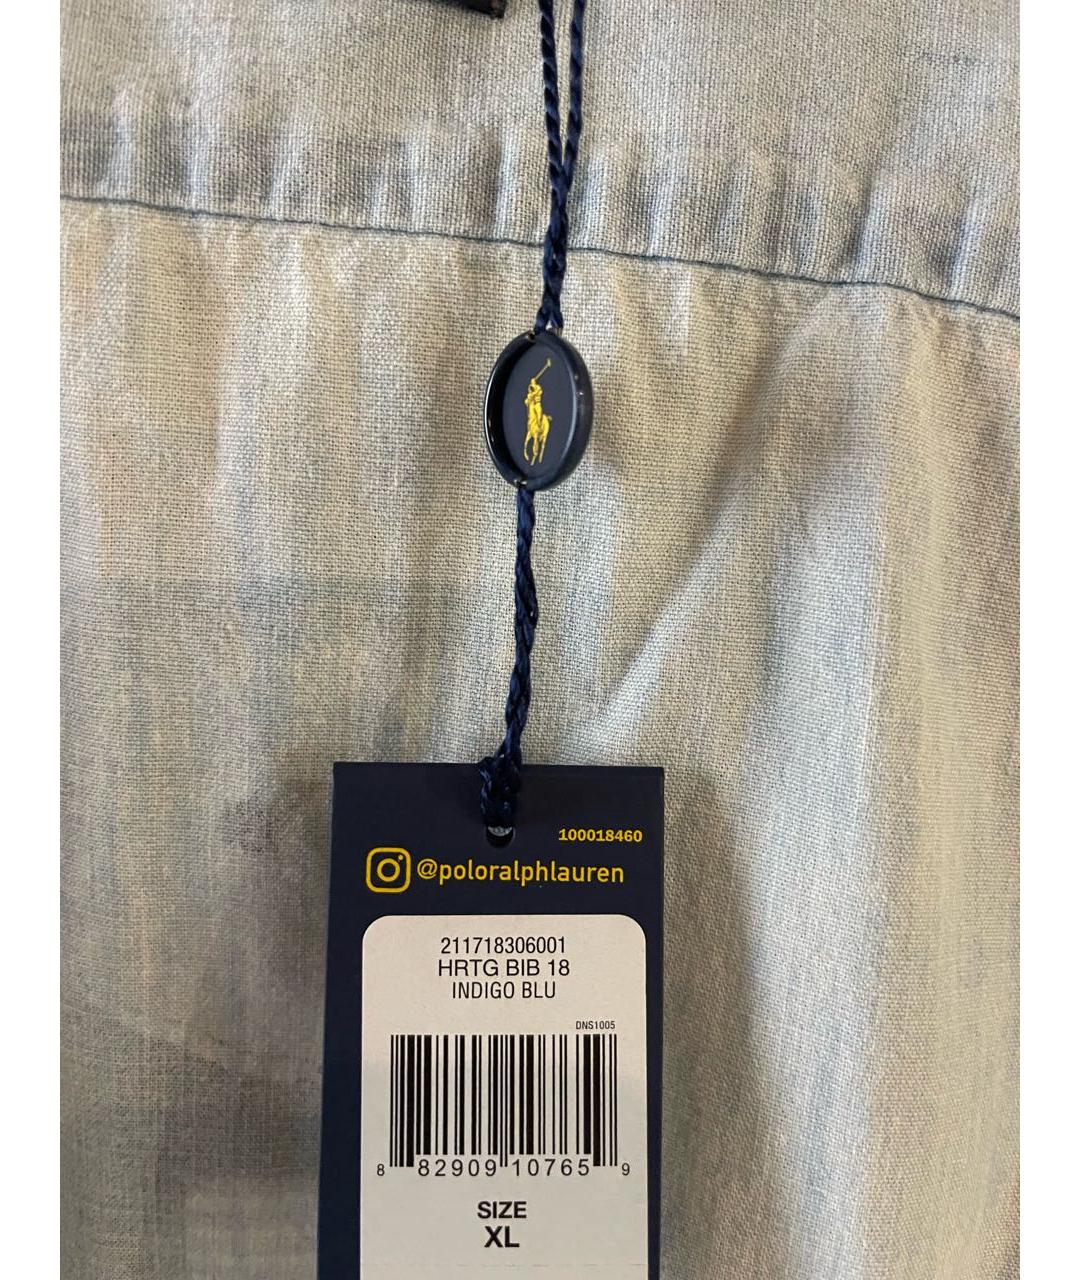 100018460
@poloralphlauren
211718306001
HRTG BIB 18
INDIGO BLU
DNS1005
8 82909 10765 9
SIZE
XL